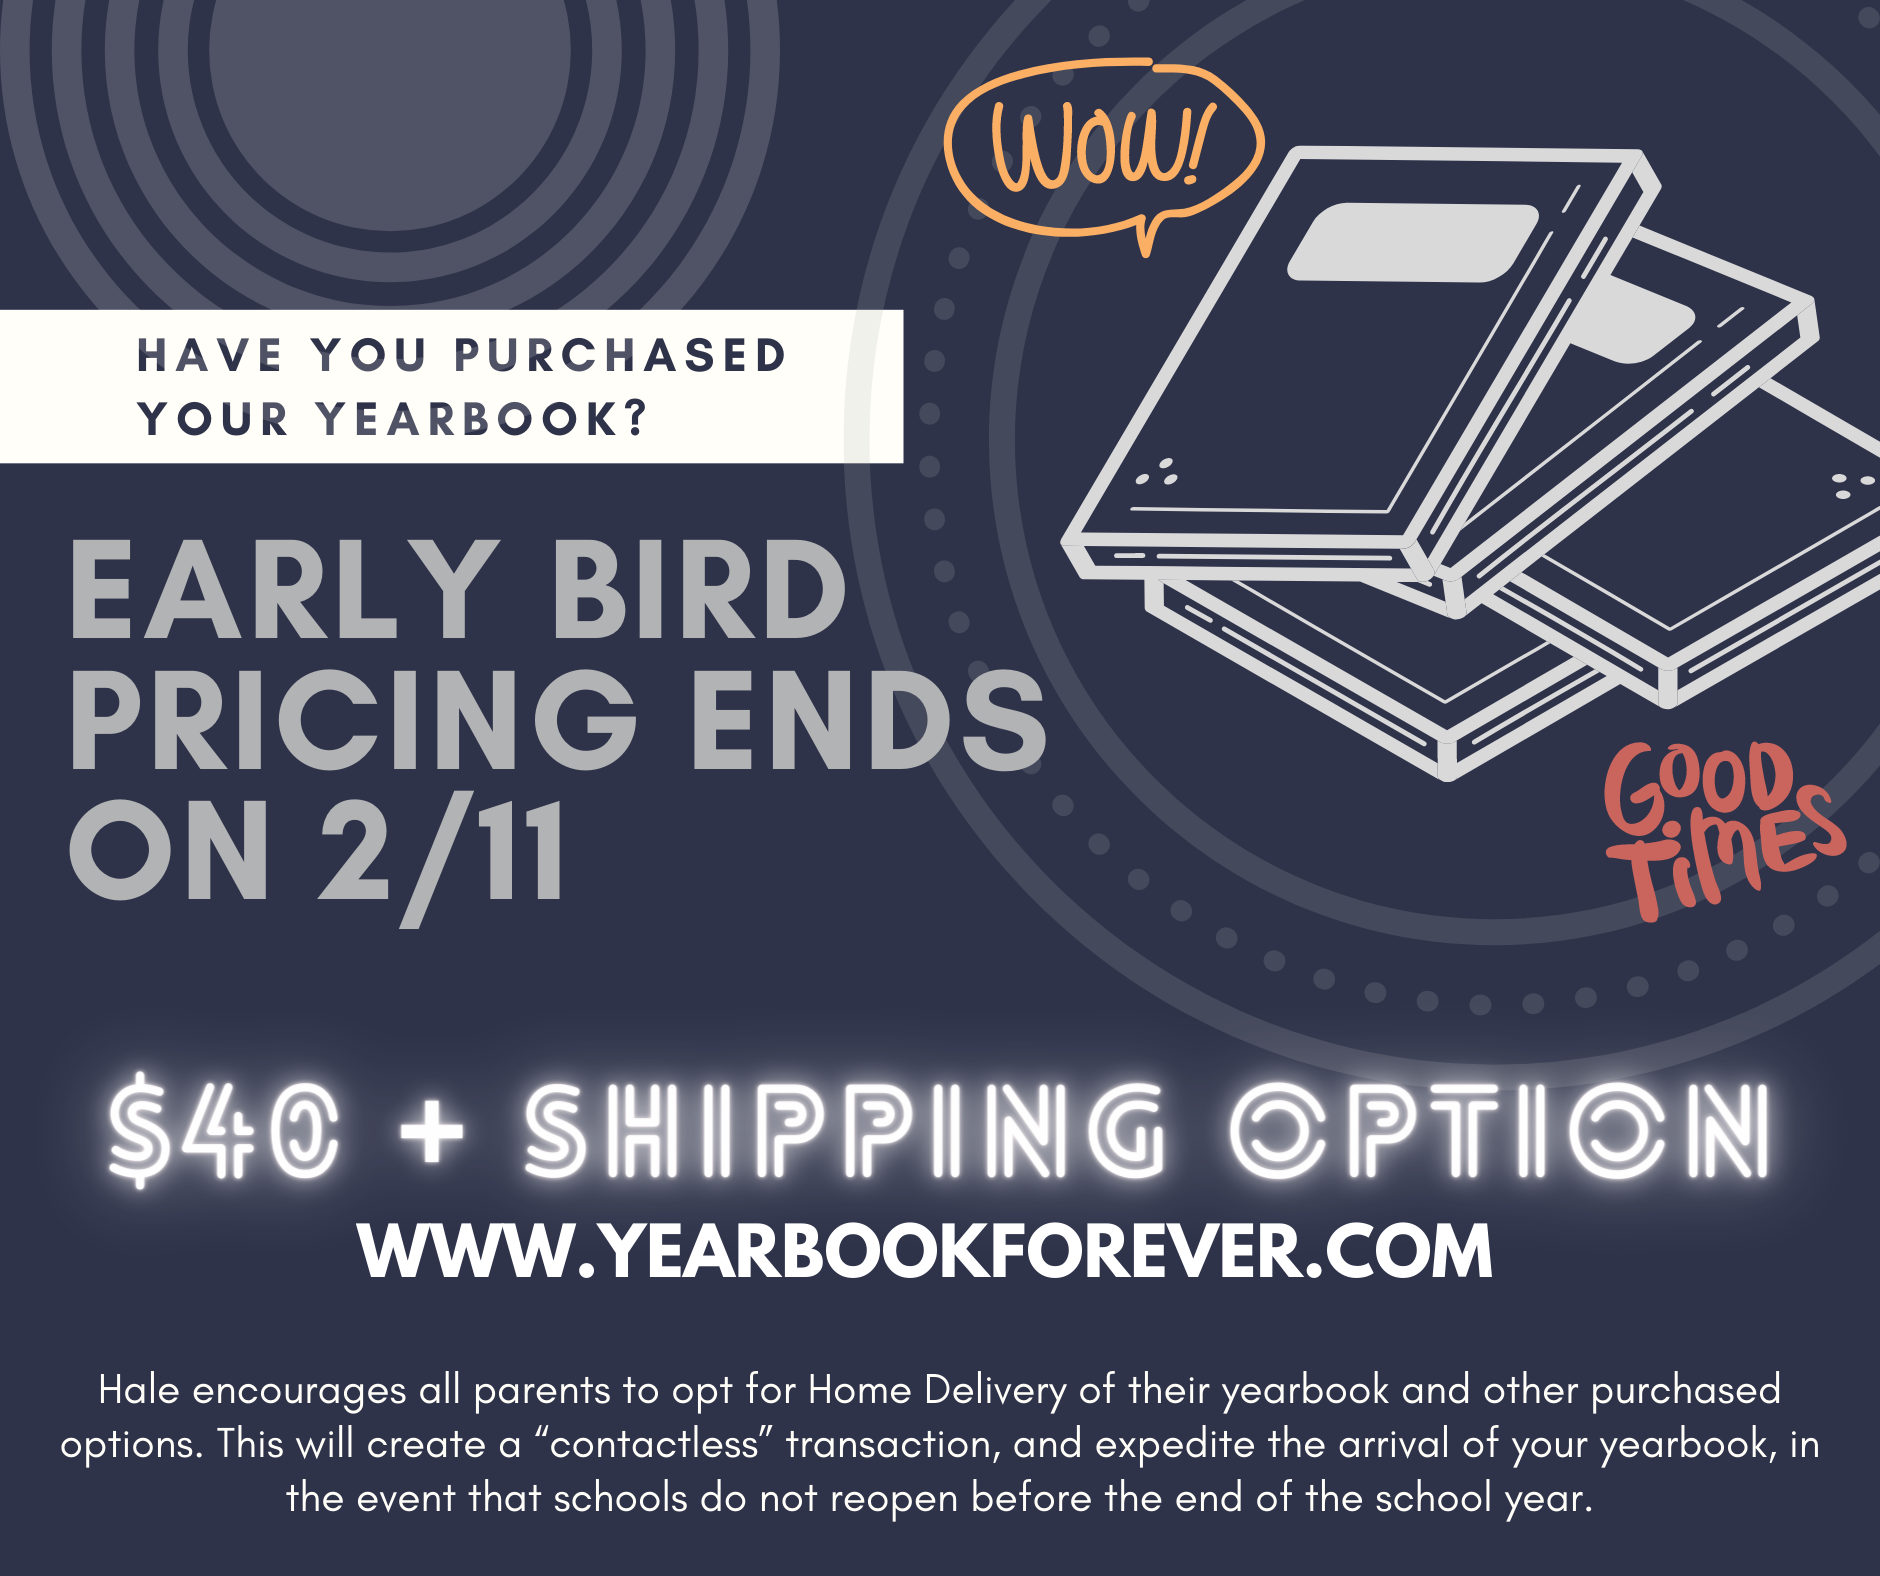 WOW!
HAVE YOU PURCHASED
YOUR YEARBOOK?
EARLY BIRD
PRICING ENDS
ON 2/11
GOOD
TiMES
$40 + SHIPPING OPTION
WWW.YEARBOOKFOREVER.COM
Hale encourages all parents to opt for Home Delivery of their yearbook and other purchased
options. This will create a “contactless” transaction, and expedite the arrival of your yearbook, in
the event that schools do not reopen before the end of the school year.